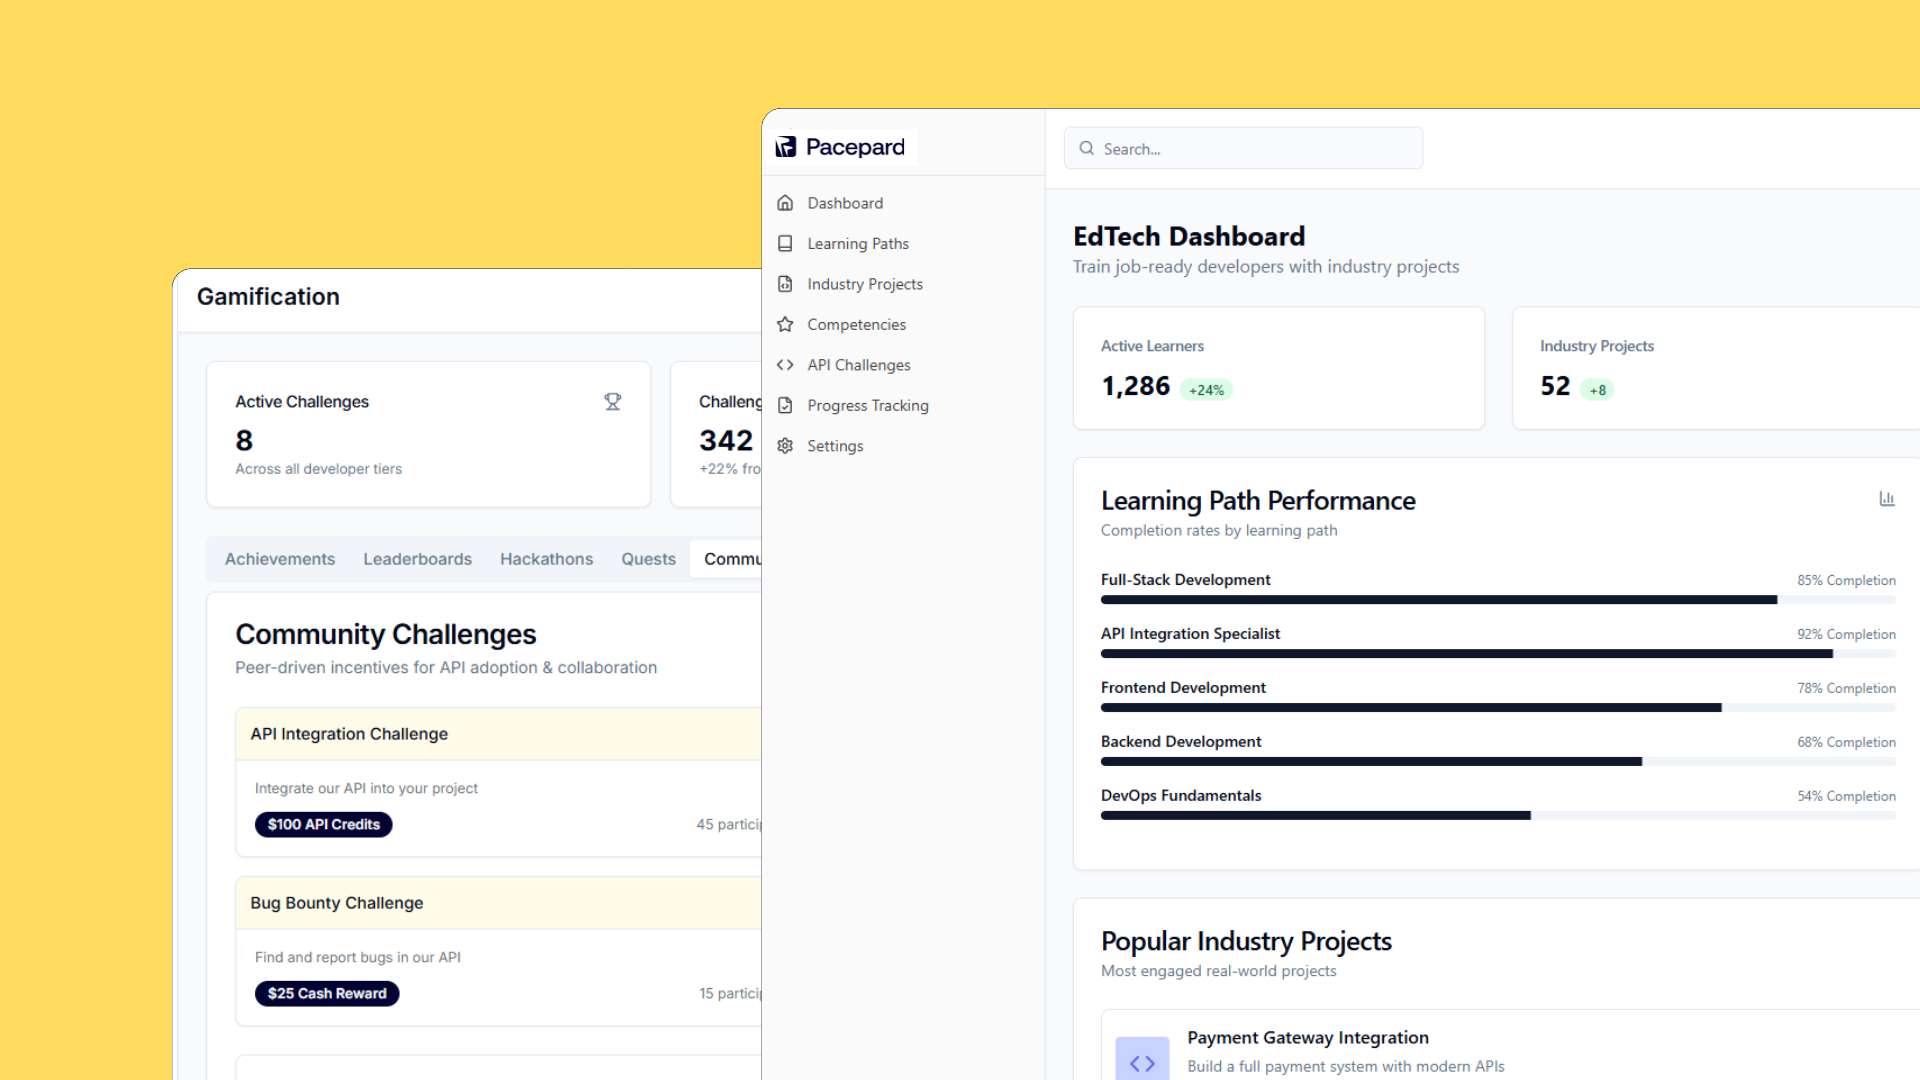 Gamification
Active Challenges
8
Across all developer tiers
342
+22%
Achievements Leaderboards Hackathons Quests
Community Challenges
Peer-driven incentives for API adoption & collaboration
API Integration Challenge
Integrate our API into your project
$100 API Credits
45
Bug Bounty Challenge
Find and report bugs in our API
$25 Cash Reward
15
Pacepard
Dashboard
Learning Paths
Industry Projects
Competencies
API Challenges
Progress Tracking
Settings
Search...
EdTech Dashboard
Train job-ready developers with industry projects
Active Learners
1,286 +24%
Industry Projects
52 +8
Learning Path Performance
Completion rates by learning path
Full-Stack Development 85% Completion
API Integration Specialist 92% Completion
Frontend Development 78% Completion
Backend Development 68% Completion
DevOps Fundamentals 54% Completion
Popular Industry Projects
Most engaged real-world projects
Payment Gateway Integration
Build a full payment system with modern APIs